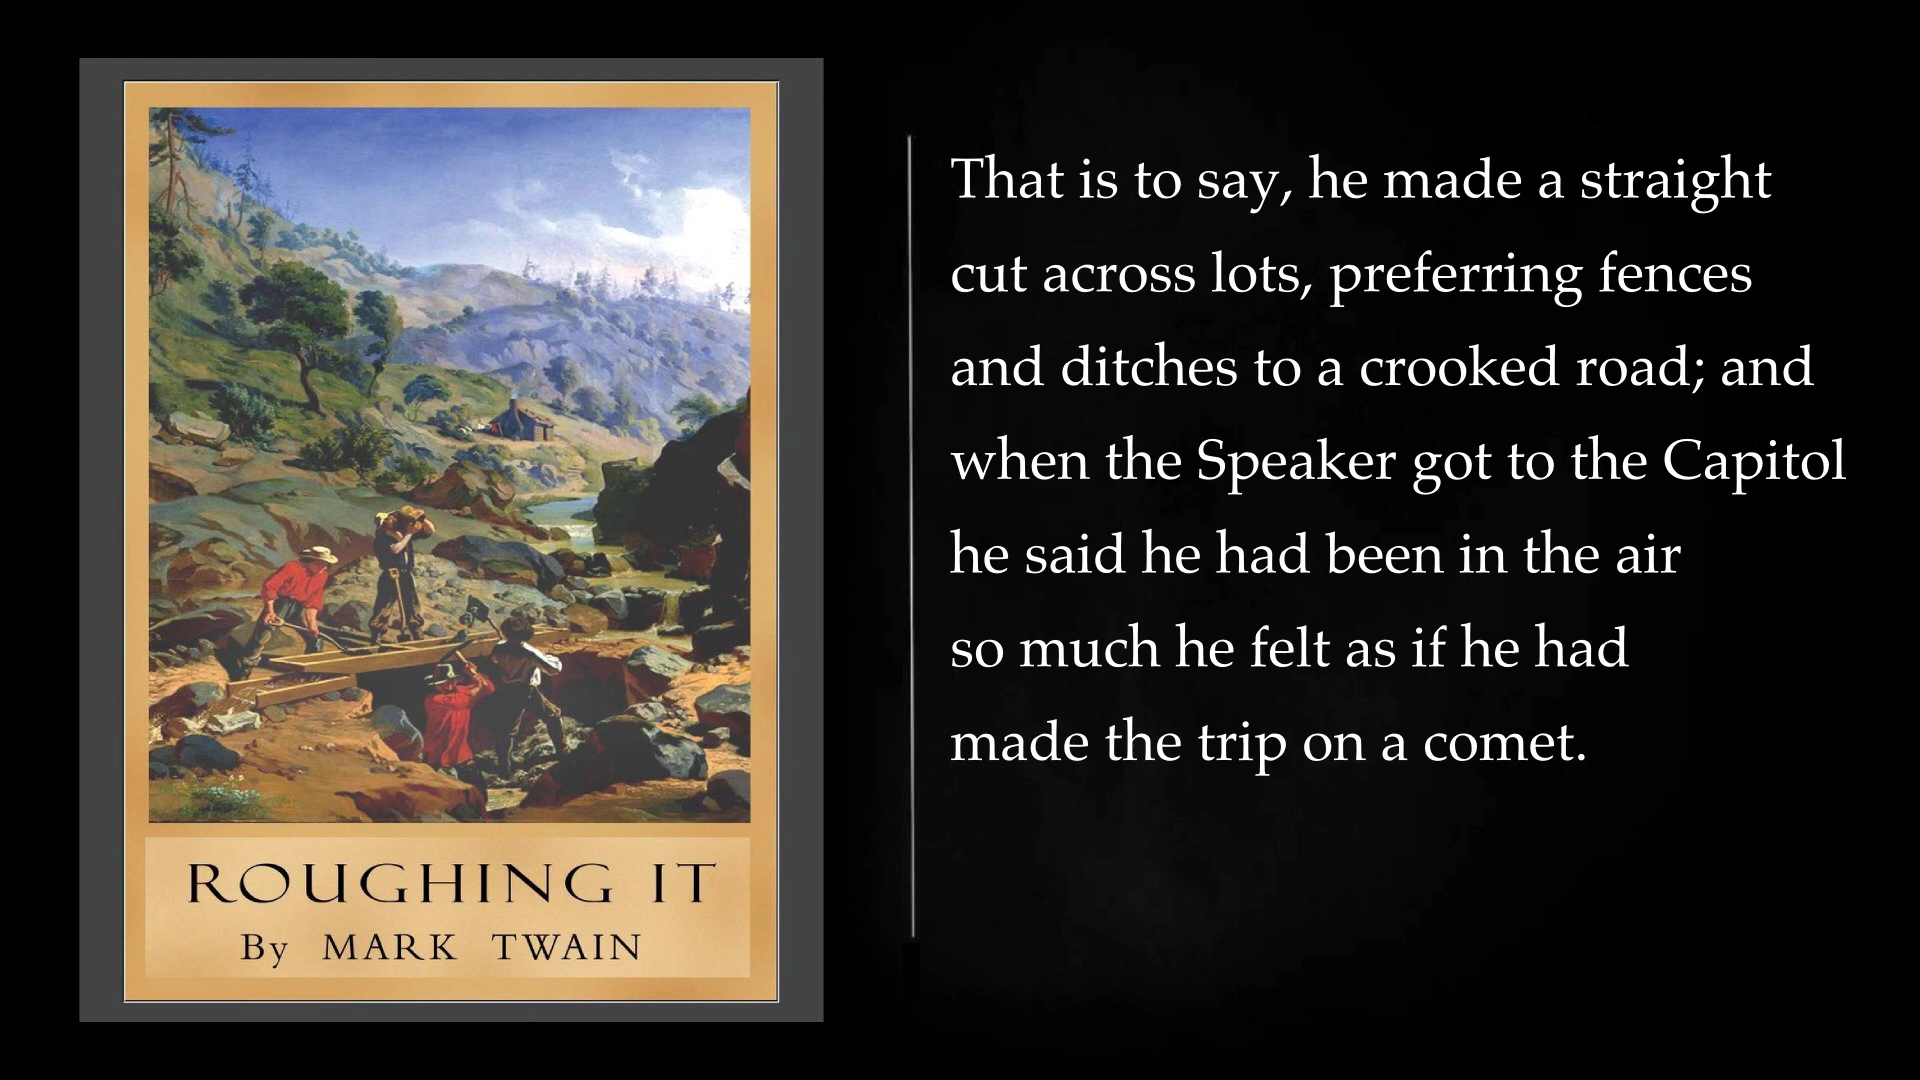 That is to say, he made a straight
cut across lots, preferring fences
and ditches to a crooked road; and
when the Speaker got to the Capitol
he said he had been in the air
so much he felt as if he had
made the trip on a comet.
ROUGHING IT
By MARK TWAIN